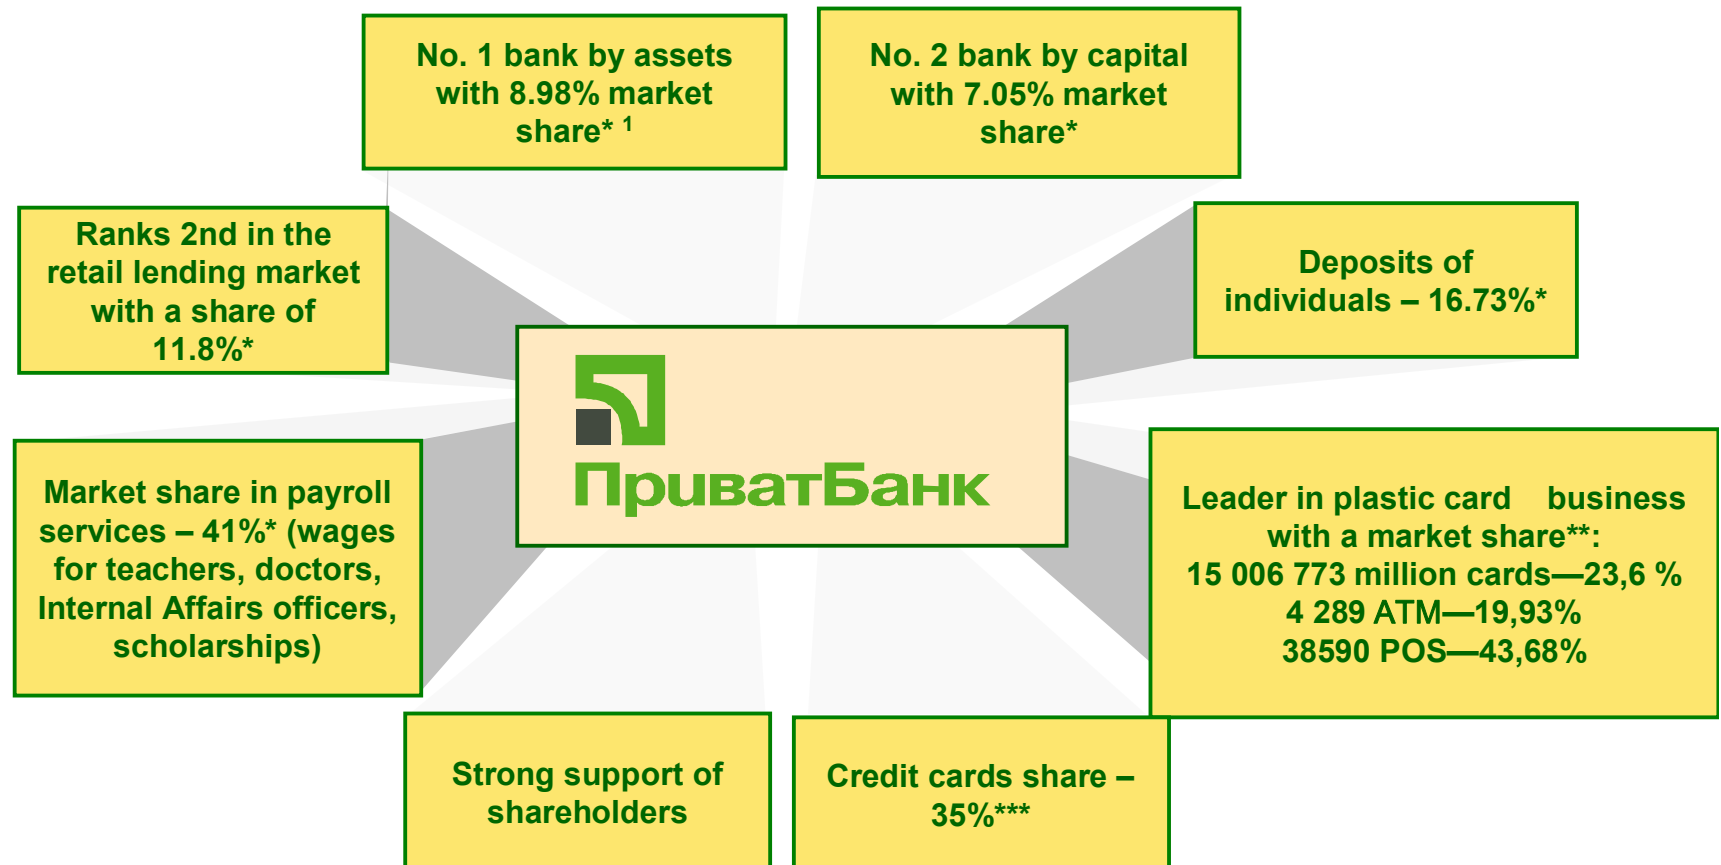 No. 1 bank by assets
with 8.98% market
share* 1
No. 2 bank by capital
with 7.05% market
share*
Ranks 2nd in the
retail lending market
with a share of
11.8%*
Deposits of
individuals – 16.73%*
ПриватБанк
Market share in payroll
services – 41%* (wages
for teachers, doctors,
Internal Affairs officers,
scholarships)
Leader in plastic card business
with a market share**:
15 006 773 million cards—23,6 %
4 289 ATM—19,93%
38590 POS—43,68%
Strong support of
shareholders
Credit cards share –
35%***